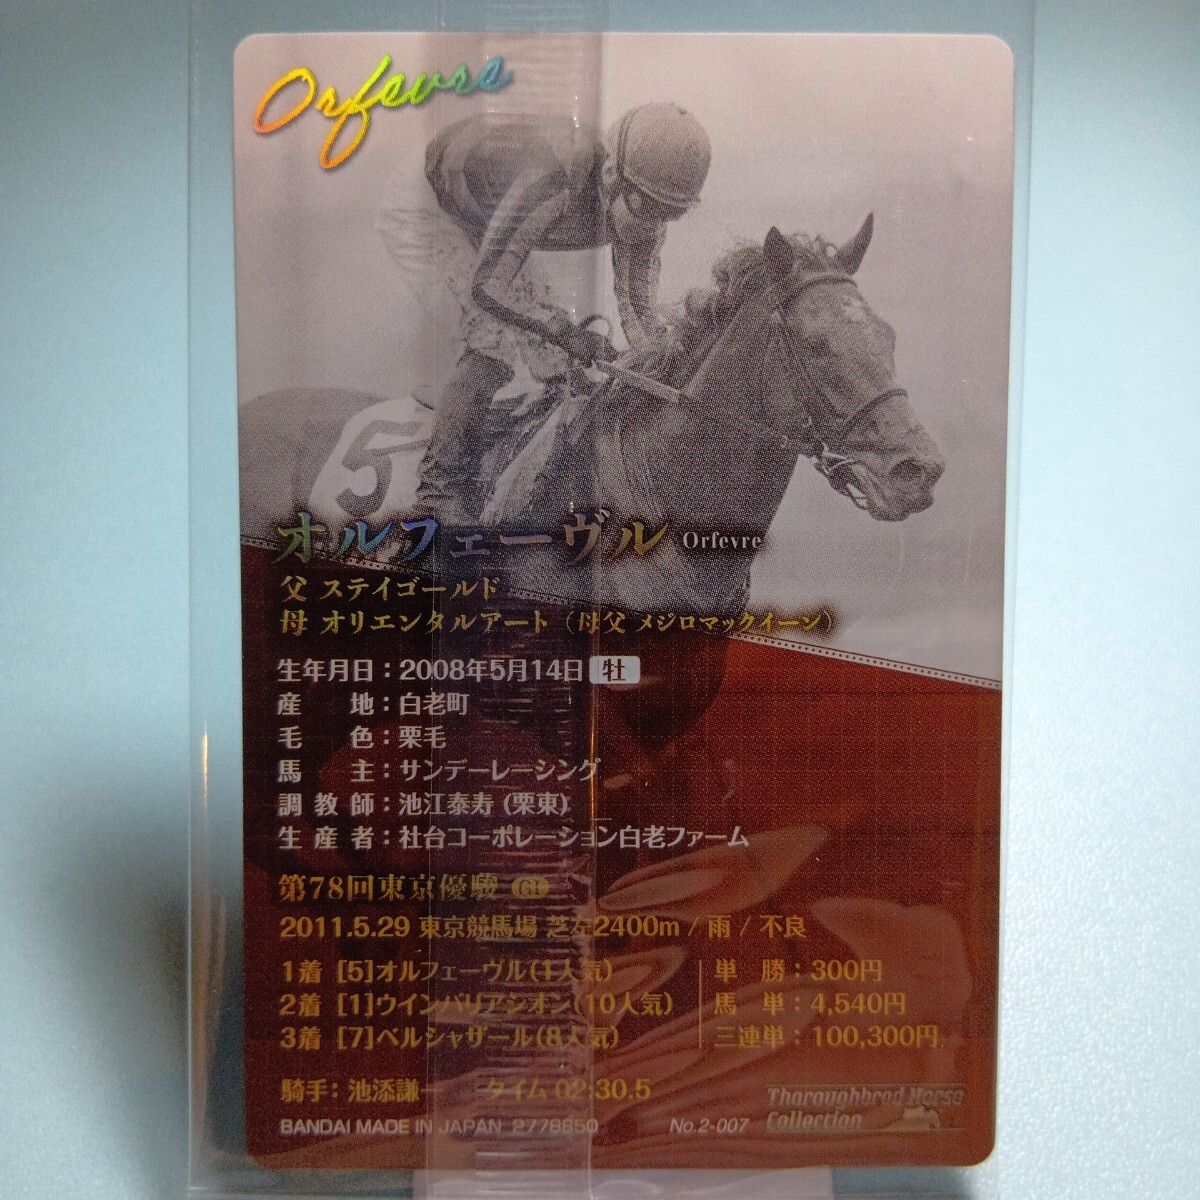 Orfevre
5
オルフェーヴル Orfevre
父 ステイゴールド
母 オリエンタルアート（母父 メジロマックイーン）
生年月日：2008年5月14日 牡
産地：白老町
毛色：栗毛
馬主：サンデーレーシング
調教師：池江泰寿 (栗東)
生産者：社台コーポレーション白老ファーム
第78回東京優駿 GI
2011.5.29 東京競馬場 芝左2400m / 雨 / 不良
1着 [5]オルフェーヴル(1人気) 単勝：300円
2着 [1]ウインバリアシオン(10人気) 馬単：4,540円
3着 [7]ベルシャザール(8人気) 三連単：100,300円
騎手：池添謙一 タイム 02:30.5
BANDAI MADE IN JAPAN 2778850 No.2-007
Thoroughbred Horse
Collection